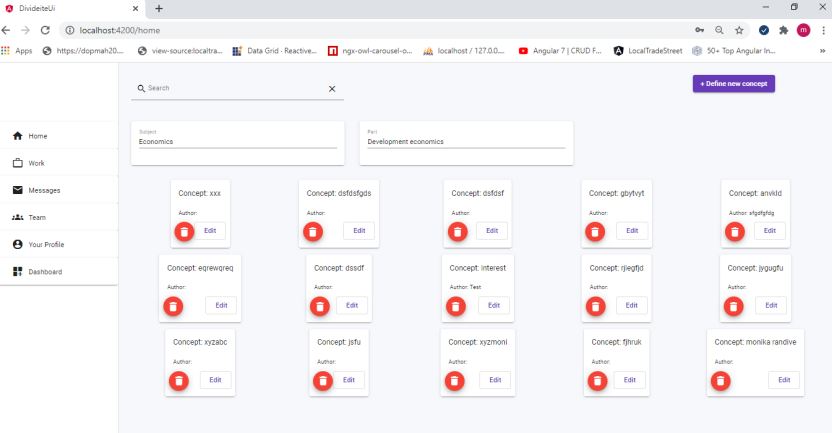 DivideiteUi
localhost:4200/home
Apps https://dopmah20.... view-source:localtra... Data Grid · Reactive... ngx-owl-carousel-o... localhost / 127.0.0.... Angular 7 | CRUD F... LocalTradeStreet 50+ Top Angular In...
m
Search
+ Define new concept
Home
Work
Messages
Team
Your Profile
Dashboard
Subject
Economics
Part
Development economics
Concept: xxx
Author:
Edit
Concept: dsfdsfgds
Author:
Edit
Concept: dsfdsf
Author:
Edit
Concept: gbytvyt
Author:
Edit
Concept: anvkld
Author: sfgdfgfdg
Edit
Concept: eqrewqreq
Author:
Edit
Concept: dssdf
Author:
Edit
Concept: interest
Author: Test
Edit
Concept: rjiegfjd
Author:
Edit
Concept: jygugfu
Author:
Edit
Concept: xyzabc
Author:
Edit
Concept: jsfu
Author:
Edit
Concept: xyzmoni
Author:
Edit
Concept: fjhruk
Author:
Edit
Concept: monika randive
Author:
Edit